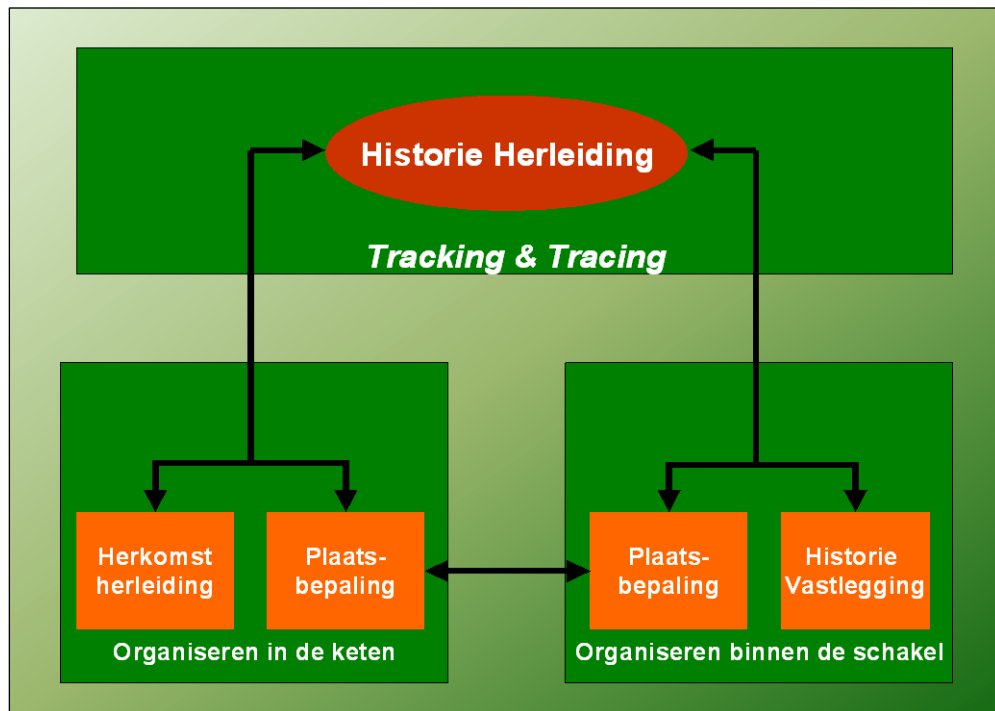 Historie Herleiding
Tracking & Tracing
Herkomst
herleiding
Plaats-
bepaling
Organiseren in de keten
Plaats-
bepaling
Historie
Vastlegging
Organiseren binnen de schakel